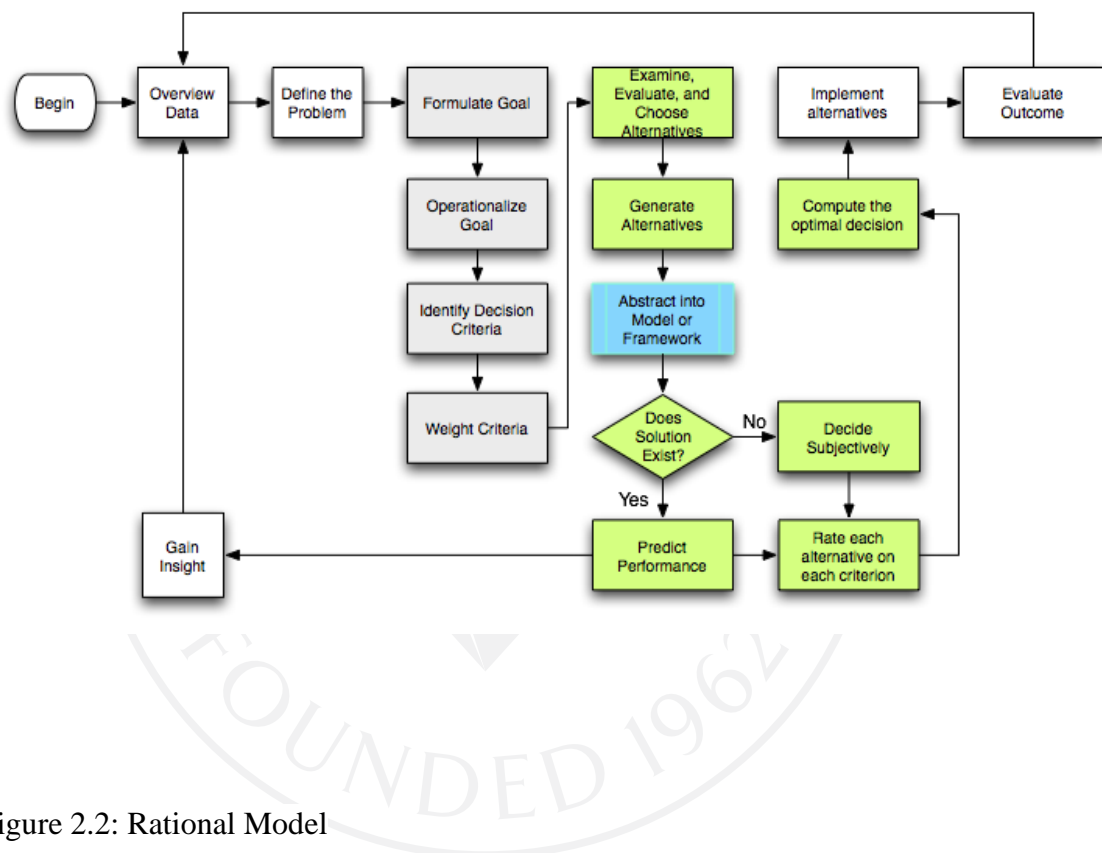 Begin
Overview
Data
Define the
Problem
Formulate Goal
Examine,
Evaluate, and
Choose
Alternatives
Implement
alternatives
Evaluate
Outcome
Operationalize
Goal
Generate
Alternatives
Compute the
optimal decision
Identify Decision
Criteria
Abstract into
Model or
Framework
Weight Criteria
Does
Solution
Exist?
No
Decide
Subjectively
Yes
Gain
Insight
Predict
Performance
Rate each
alternative on
each criterion
FOUNDED 1962
igure 2.2: Rational Model